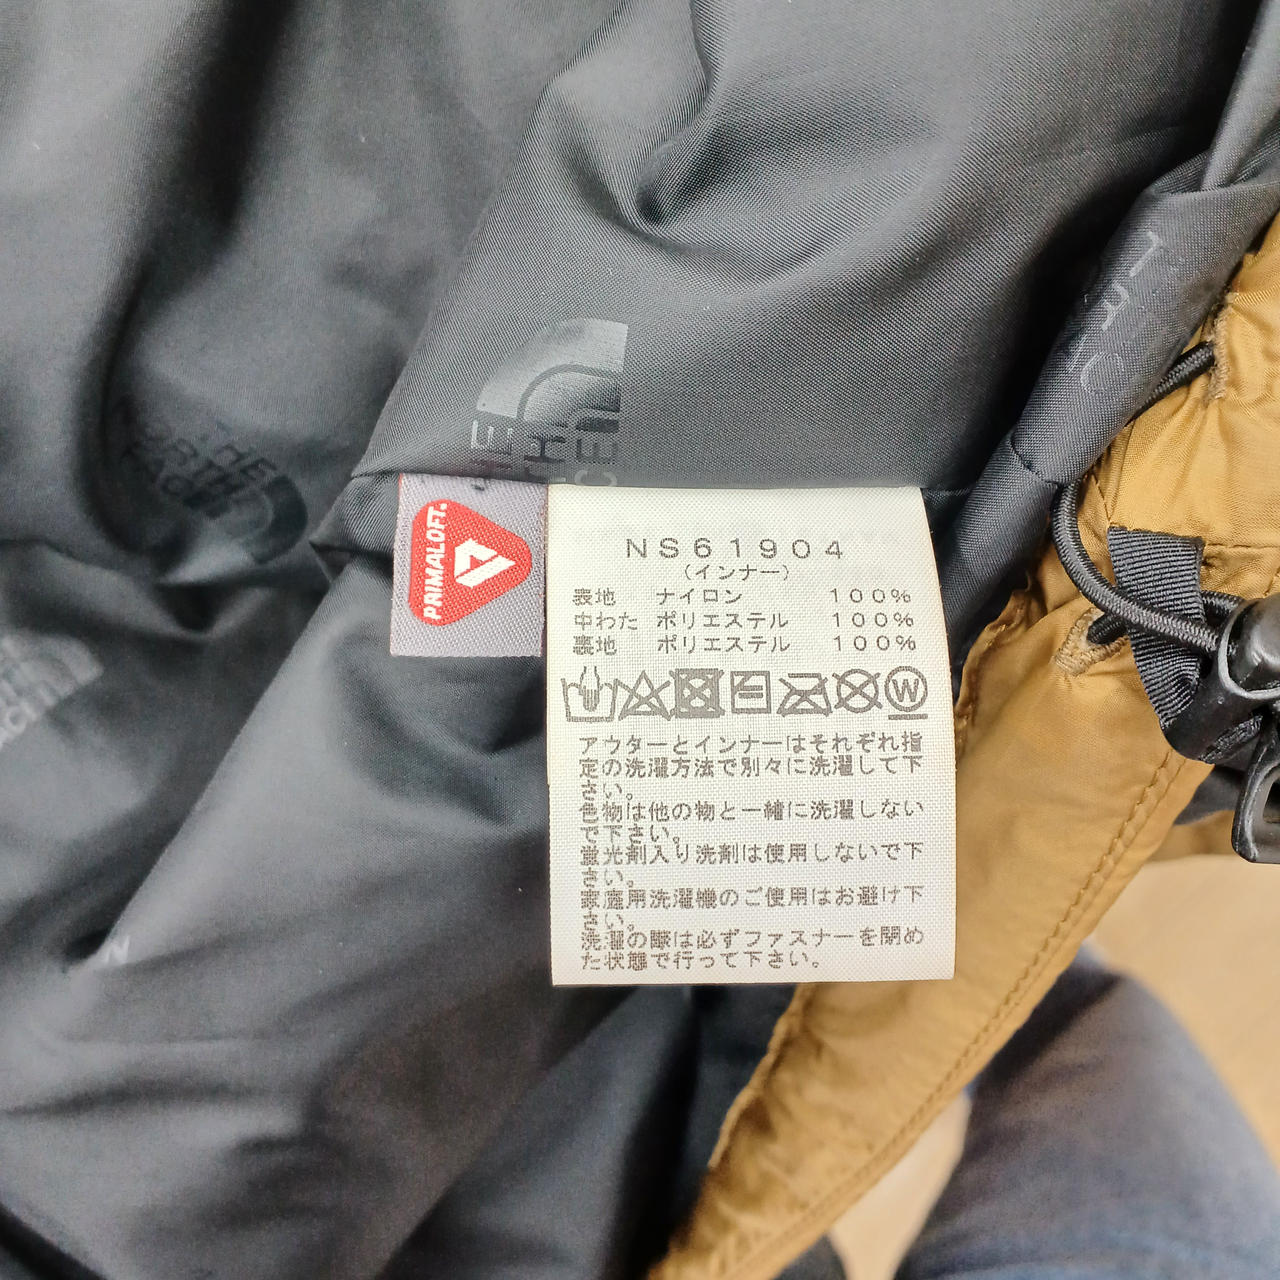 PRIMALOFT.
NS61904
(インナー)
表地 ナイロン 100%
中わた ポリエステル 100%
裏地 ポリエステル 100%
W
アウターとインナーはそれぞれ指
定の洗濯方法で別々に洗濯して下
さい。
色物は他の物と一緒に洗濯しない
で下さい。
蛍光剤入り洗剤は使用しないで下
さい。
家庭用洗濯機のご使用はお避け下
さい。
洗濯の際は必ずファスナーを閉め
た状態で行って下さい。
THE
NORTH
FACE